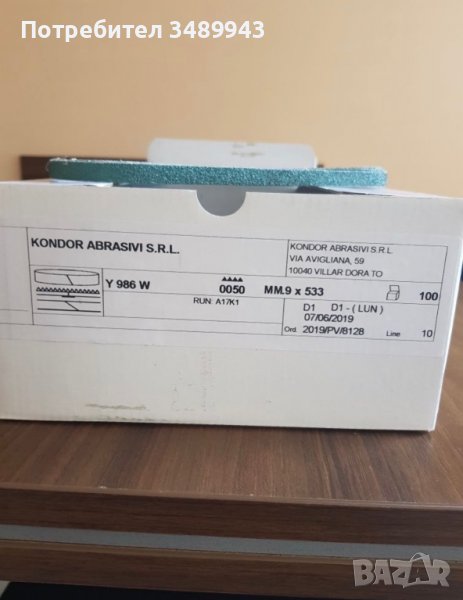 Потребител 3489943
KONDOR ABRASIVI S.R.L.
KONDOR ABRASIVI S.R.L.
VIA AVIGLIANA, 59
10040 VILLAR DORA TO
Y 986 W
0050
MM.9 x 533
100
RUN: A17K1
D1 D1 - ( LUN )
07/06/2019
Ord. 2019/PV/8128 Line 10
BAZAR